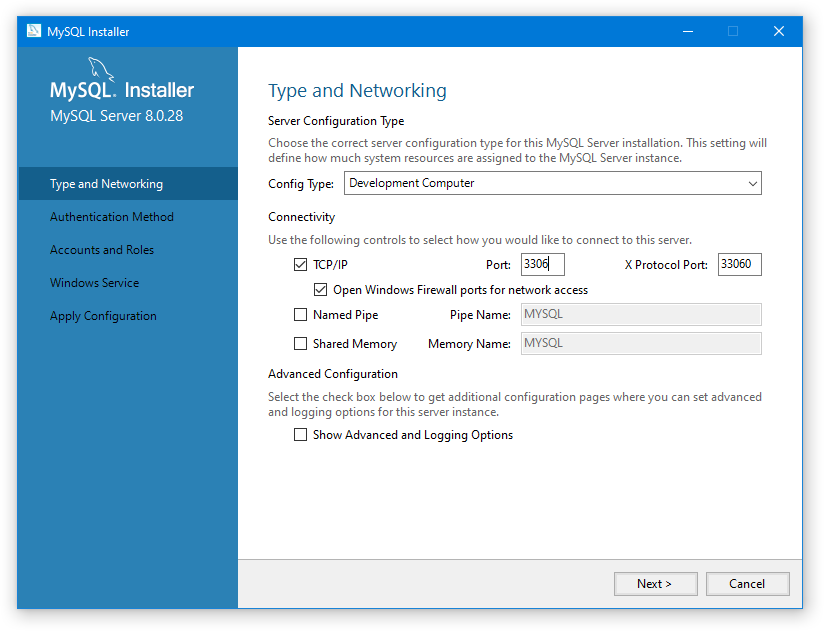 MySQL Installer
MySQL. Installer
MySQL Server 8.0.28
Type and Networking
Authentication Method
Accounts and Roles
Windows Service
Apply Configuration
Type and Networking
Server Configuration Type
Choose the correct server configuration type for this MySQL Server installation. This setting will
define how much system resources are assigned to the MySQL Server instance.
Config Type: Development Computer
Connectivity
Use the following controls to select how you would like to connect to this server.
TCP/IP Port: 3306 X Protocol Port: 33060
Open Windows Firewall ports for network access
Named Pipe Pipe Name: MYSQL
Shared Memory Memory Name: MYSQL
Advanced Configuration
Select the check box below to get additional configuration pages where you can set advanced
and logging options for this server instance.
Show Advanced and Logging Options
Next > Cancel